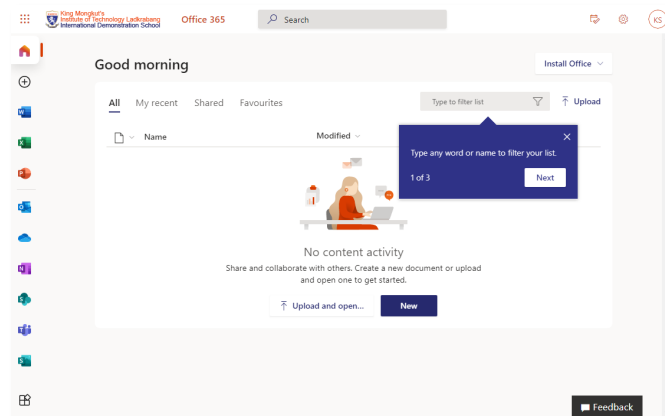 King Mongkut's
Institute of Technology Ladkrabang
International Demonstration School
Office 365
Search
KS
Good morning
Install Office
All My recent Shared Favourites
Type to filter list
Upload
Name Modified
Type any word or name to filter your list.
1 of 3
Next
No content activity
Share and collaborate with others. Create a new document or upload
and open one to get started.
Upload and open...
New
Feedback